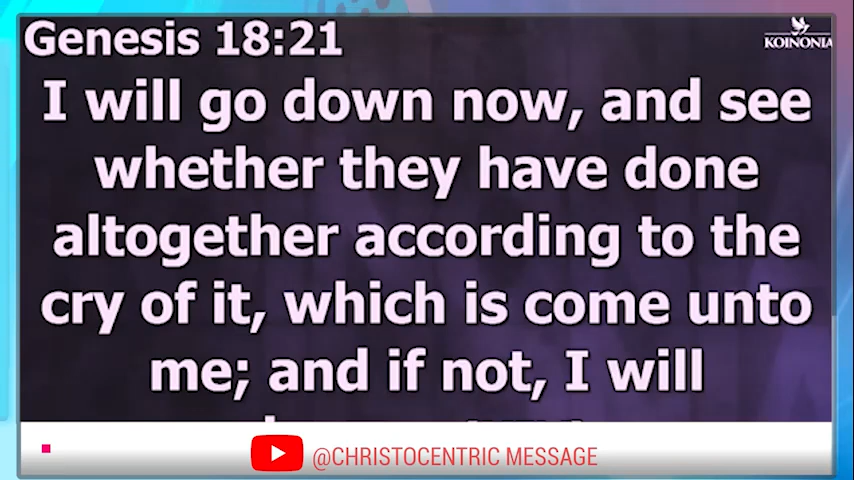 Genesis 18:21
KOINONIA
I will go down now, and see
whether they have done
altogether according to the
cry of it, which is come unto
me; and if not, I will
@CHRISTOCENTRIC MESSAGE